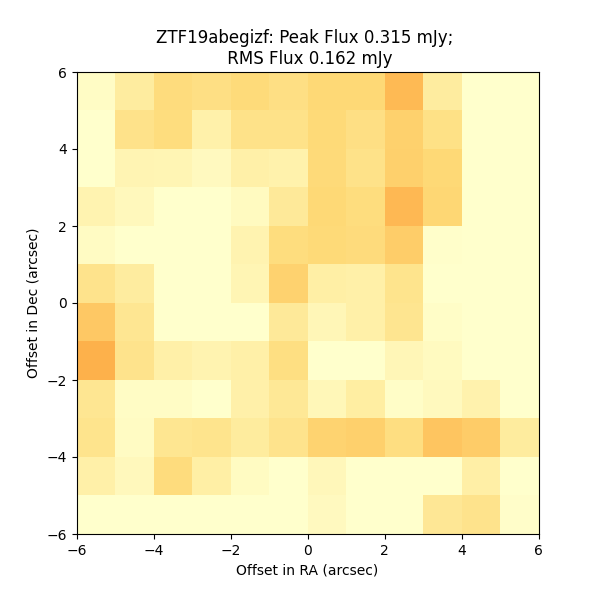 ZTF19abegizf: Peak Flux 0.315 mJy;
RMS Flux 0.162 mJy
6
4
2
0
−2
−4
−6
Offset in Dec (arcsec)
−6 −4 −2 0 2 4 6
Offset in RA (arcsec)